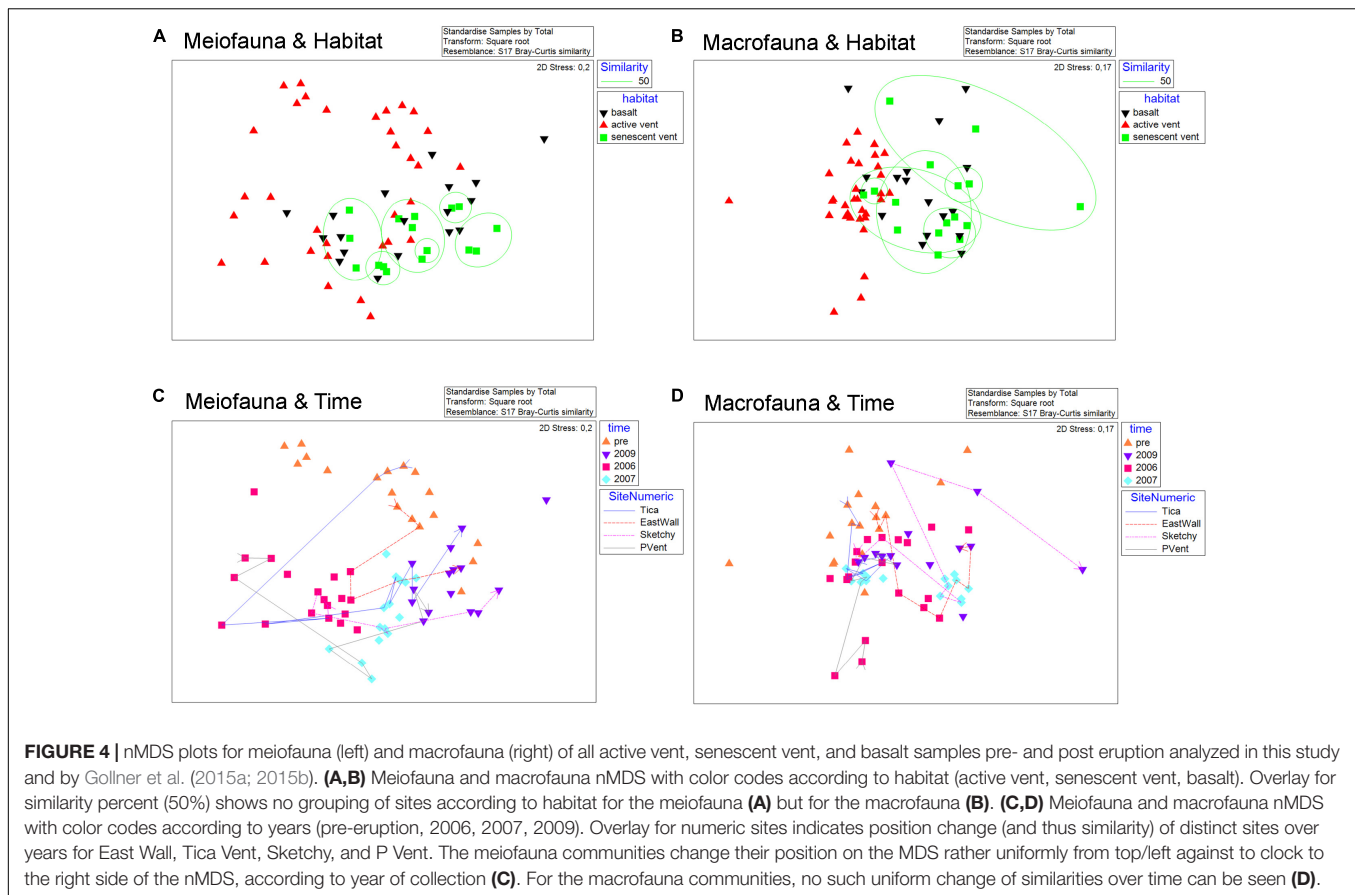 A Meiofauna & Habitat
Standardise Samples by Total
Transform: Square root
Resemblance: S17 Bray-Curtis similarity
2D Stress: 0,2
Similarity
50
habitat
basalt
active vent
senescent vent
B Macrofauna & Habitat
Standardise Samples by Total
Transform: Square root
Resemblance: S17 Bray-Curtis similarity
2D Stress: 0,17
Similarity
50
habitat
basalt
active vent
senescent vent
C Meiofauna & Time
Standardise Samples by Total
Transform: Square root
Resemblance: S17 Bray-Curtis similarity
2D Stress: 0,2
time
pre
2009
2006
2007
SiteNumeric
Tica
EastWall
Sketchy
PVent
D Macrofauna & Time
Standardise Samples by Total
Transform: Square root
Resemblance: S17 Bray-Curtis similarity
2D Stress: 0,17
time
pre
2009
2006
2007
SiteNumeric
Tica
EastWall
Sketchy
PVent
FIGURE 4 | nMDS plots for meiofauna (left) and macrofauna (right) of all active vent, senescent vent, and basalt samples pre- and post eruption analyzed in this study
and by Gollner et al. (2015a; 2015b). (A,B) Meiofauna and macrofauna nMDS with color codes according to habitat (active vent, senescent vent, basalt). Overlay for
similarity percent (50%) shows no grouping of sites according to habitat for the meiofauna (A) but for the macrofauna (B). (C,D) Meiofauna and macrofauna nMDS
with color codes according to years (pre-eruption, 2006, 2007, 2009). Overlay for numeric sites indicates position change (and thus similarity) of distinct sites over
years for East Wall, Tica Vent, Sketchy, and P Vent. The meiofauna communities change their position on the MDS rather uniformly from top/left against to clock to
the right side of the nMDS, according to year of collection (C). For the macrofauna communities, no such uniform change of similarities over time can be seen (D).